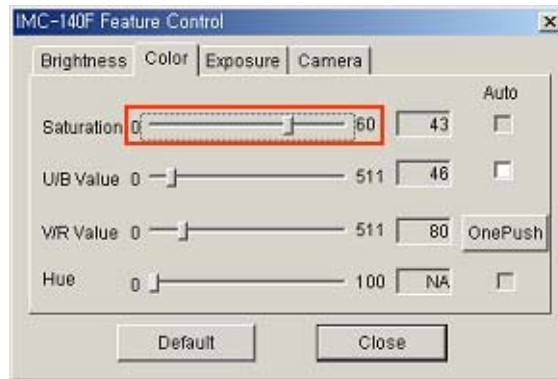 IMC-140F Feature Control
Brightness Color Exposure Camera
Auto
Saturation 0 60 43
U/B Value 0 511 46
V/R Value 0 511 80 OnePush
Hue 0 100 NA
Default Close